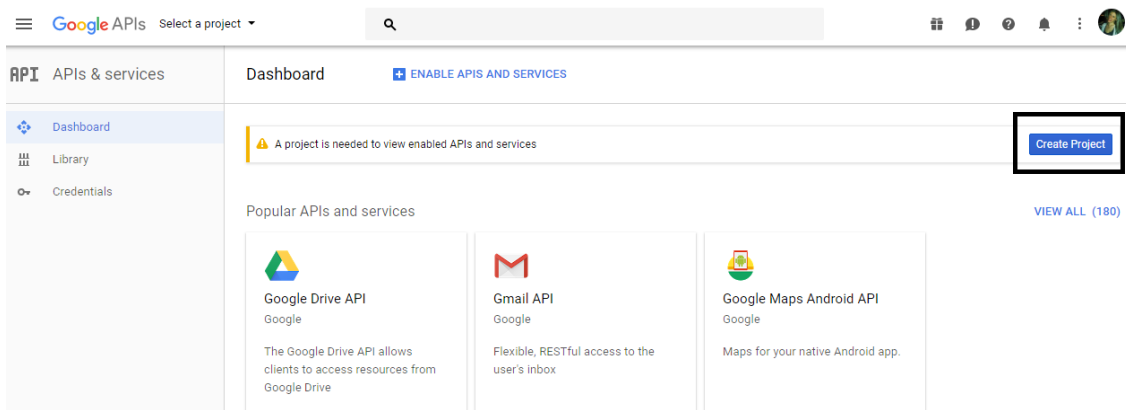 Google APIs Select a project
API APIs & services
Dashboard
ENABLE APIS AND SERVICES
Dashboard
Library
Credentials
A project is needed to view enabled APIs and services
Create Project
Popular APIs and services
VIEW ALL (180)
Google Drive API
Google
The Google Drive API allows
clients to access resources from
Google Drive
Gmail API
Google
Flexible, RESTful access to the
user's inbox
Google Maps Android API
Google
Maps for your native Android app.